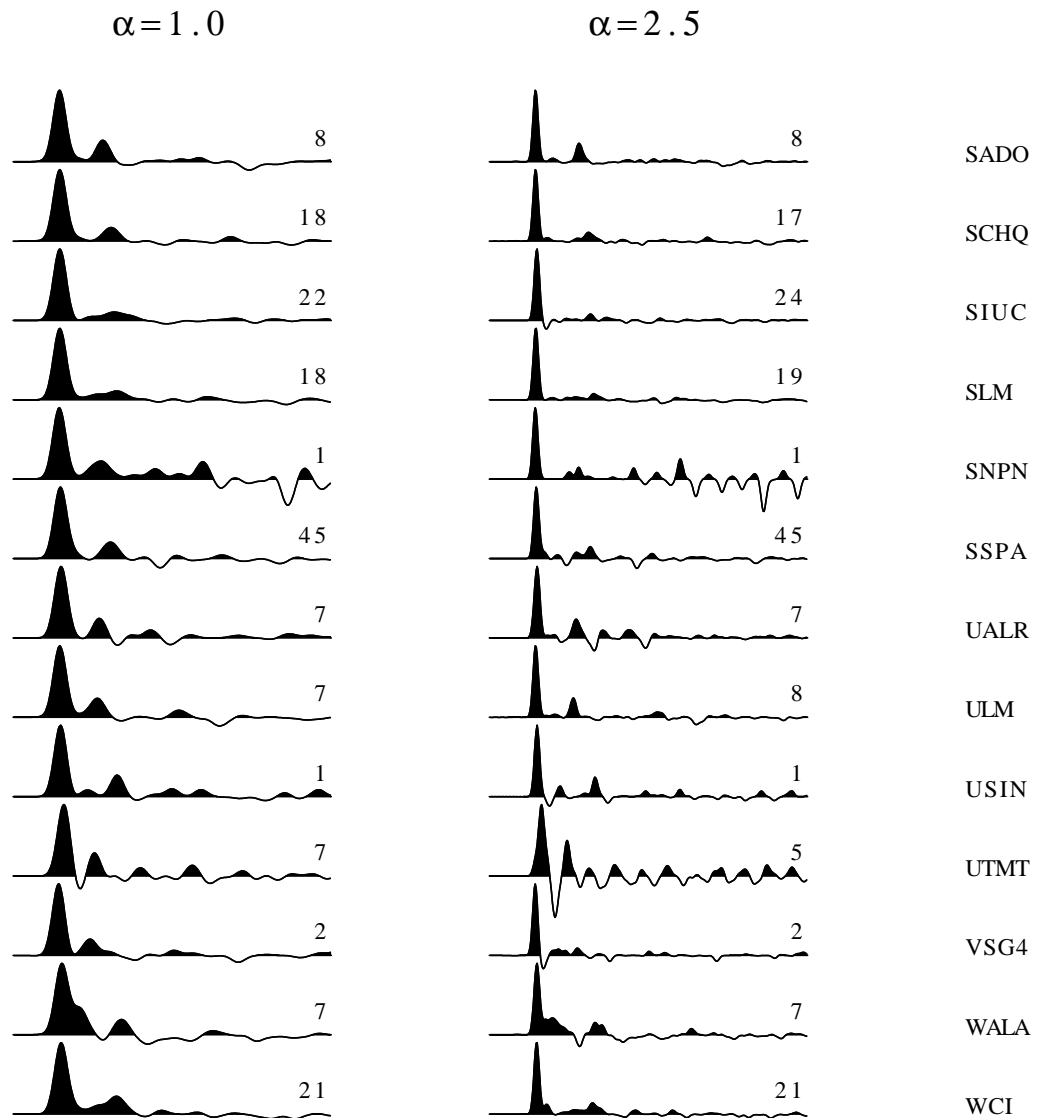 α=1.0 α=2.5
8 8 SADO
18 17 SCHQ
22 24 SIUC
18 19 SLM
1 1 SNPN
45 45 SSPA
7 7 UALR
7 8 ULM
1 1 USIN
7 5 UTMT
2 2 VSG4
7 7 WALA
21 21 WCI